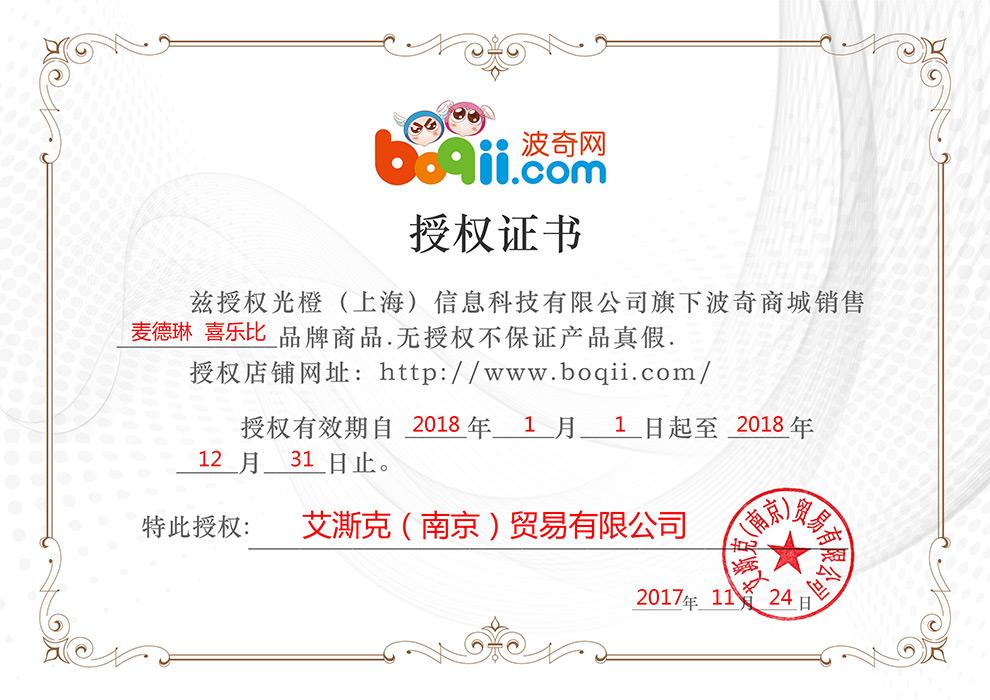 波奇网
boqii.com
授权证书
兹授权光橙（上海）信息科技有限公司旗下波奇商城销售
麦德琳 喜乐比 品牌商品.无授权不保证产品真假.
授权店铺网址：http://www.boqii.com/
授权有效期自 2018 年 1 月 1 日起至 2018 年
12 月 31 日止。
特此授权: 艾澌克（南京）贸易有限公司
艾澌克(南京)贸易有限公司
2017年 11月 24日